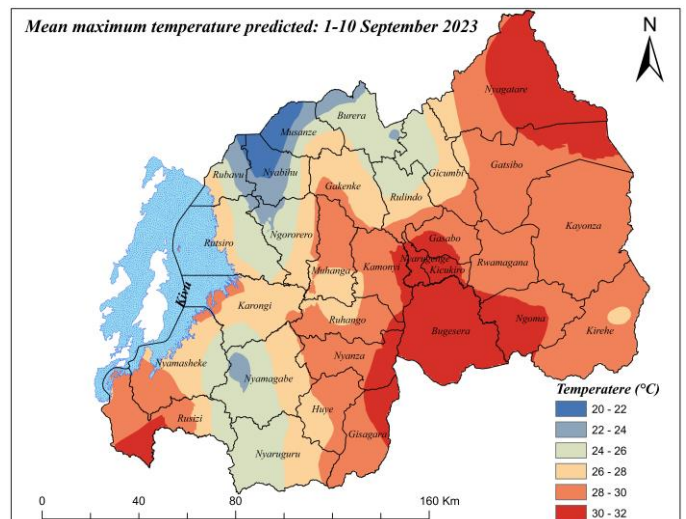 Mean maximum temperature predicted: 1-10 September 2023
N
Nyagatare
Burera
Musanze
Gatsibo
Rubavu
Nyabihu
Gakenke
Gicumbi
Rulindo
Kayonza
Rutsiro
Ngororero
Gasabo
Nyarugenge
Kicukiro
Rwamagana
Muhanga
Kamonyi
Kivu
Karongi
Ruhango
Bugesera
Ngoma
Kirehe
Nyanza
Nyamasheke
Nyamagabe
Huye
Rusizi
Gisagara
Nyaruguru
Temperatere (°C)
20 - 22
22 - 24
24 - 26
26 - 28
28 - 30
30 - 32
0 40 80 160 Km